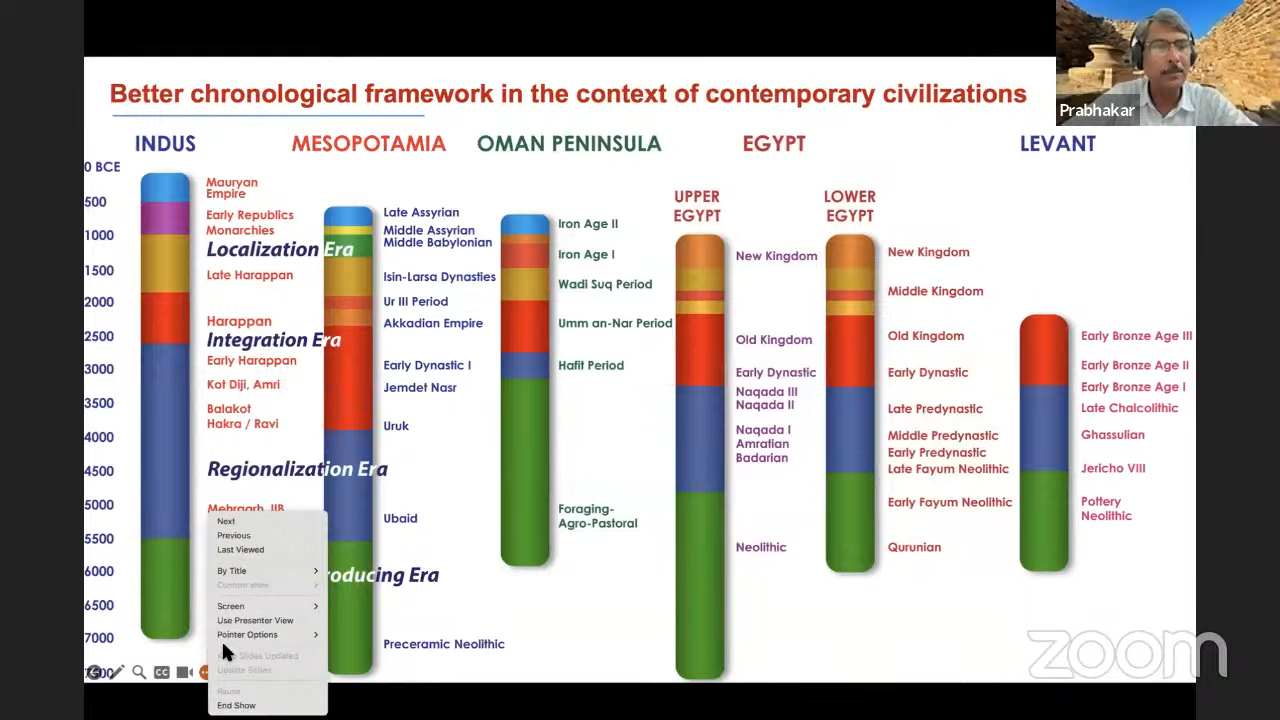 Better chronological framework in the context of contemporary civilizations
Prabhakar
INDUS
MESOPOTAMIA
OMAN PENINSULA
EGYPT
LEVANT
UPPER
EGYPT
LOWER
EGYPT
0 BCE
500
1000
1500
2000
2500
3000
3500
4000
4500
5000
5500
6000
6500
7000
Mauryan
Empire
Early Republics
Monarchies
Localization Era
Late Harappan
Harappan
Integration Era
Early Harappan
Kot Diji, Amri
Balakot
Hakra / Ravi
Regionalization Era
Mehrgarh, IIB
Era
Late Assyrian
Middle Assyrian
Middle Babylonian
Isin-Larsa Dynasties
Ur III Period
Akkadian Empire
Early Dynastic I
Jemdet Nasr
Uruk
Ubaid
Preceramic Neolithic
Iron Age II
Iron Age I
Wadi Suq Period
Umm an-Nar Period
Hafit Period
Foraging-
Agro-Pastoral
New Kingdom
Old Kingdom
Early Dynastic
Naqada III
Naqada II
Naqada I
Amratian
Badarian
Neolithic
New Kingdom
Middle Kingdom
Old Kingdom
Early Dynastic
Late Predynastic
Middle Predynastic
Early Predynastic
Late Fayum Neolithic
Early Fayum Neolithic
Qurunian
Early Bronze Age III
Early Bronze Age II
Early Bronze Age I
Late Chalcolithic
Ghassulian
Jericho VIII
Pottery
Neolithic
Next
Previous
Last Viewed
By Title
Custom show
Screen
Use Presenter View
Pointer Options
Slides Updated
Update Slides
Pause
End Show
CC
zoom